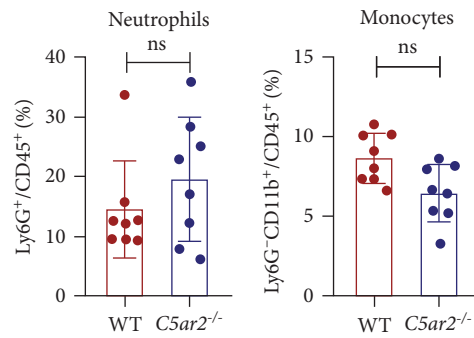 Neutrophils
ns
Ly6G⁺/CD45⁺ (%)
40
30
20
10
0
WT
C5ar2⁻/⁻
Monocytes
ns
Ly6G⁻CD11b⁺/CD45⁺ (%)
15
10
5
0
WT
C5ar2⁻/⁻